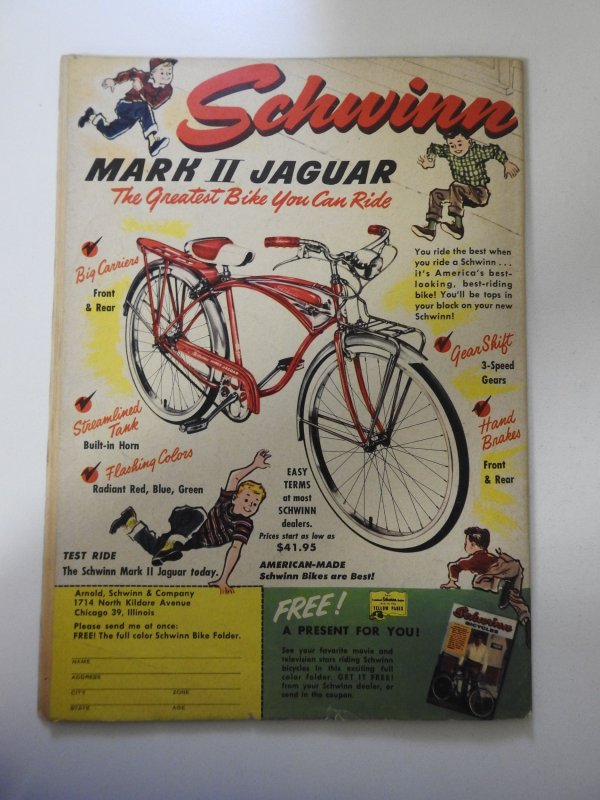 Schwinn
MARK II JAGUAR
The Greatest Bike You Can Ride
Big Carriers
Front
& Rear
You ride the best when
you ride a Schwinn . . .
it's America's best-
looking, best-riding
bike! You'll be tops in
your block on your new
Schwinn!
Gear Shift
3-Speed
Gears
Streamlined
Tank
Built-in Horn
Hand
Brakes
Front
& Rear
Flashing Colors
Radiant Red, Blue, Green
EASY
TERMS
at most
SCHWINN
dealers.
Prices start as low as
$41.95
TEST RIDE
The Schwinn Mark II Jaguar today.
AMERICAN-MADE
Schwinn Bikes are Best!
Arnold, Schwinn & Company
1714 North Kildare Avenue
Chicago 39, Illinois
Please send me at once:
FREE! The full color Schwinn Bike Folder.
NAME
ADDRESS
CITY ZONE
STATE AGE
FREE!
YELLOW PAGES
A PRESENT FOR YOU!
See your favorite movie and
television stars riding Schwinn
bicycles in this exciting full
color folder. GET IT FREE!
from your Schwinn dealer, or
send in the coupon.
Schwinn
BICYCLES